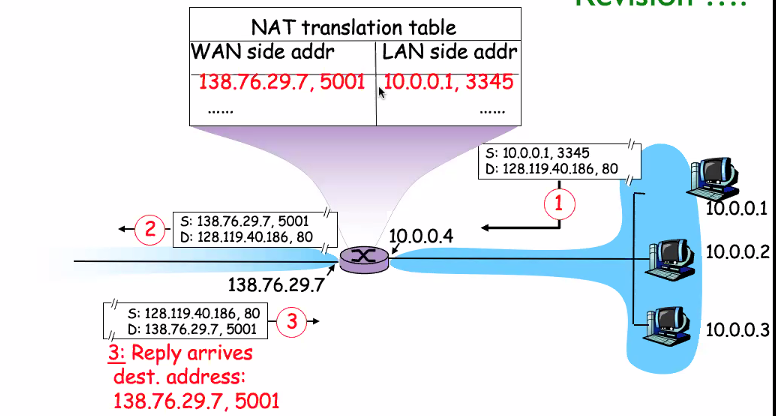 Revision ....
NAT translation table
WAN side addr LAN side addr
138.76.29.7, 5001 10.0.0.1, 3345
...... ......
S: 10.0.0.1, 3345
D: 128.119.40.186, 80
1
10.0.0.1
S: 138.76.29.7, 5001
D: 128.119.40.186, 80
2
10.0.0.4
10.0.0.2
138.76.29.7
S: 128.119.40.186, 80
D: 138.76.29.7, 5001
3
10.0.0.3
3: Reply arrives
dest. address:
138.76.29.7, 5001